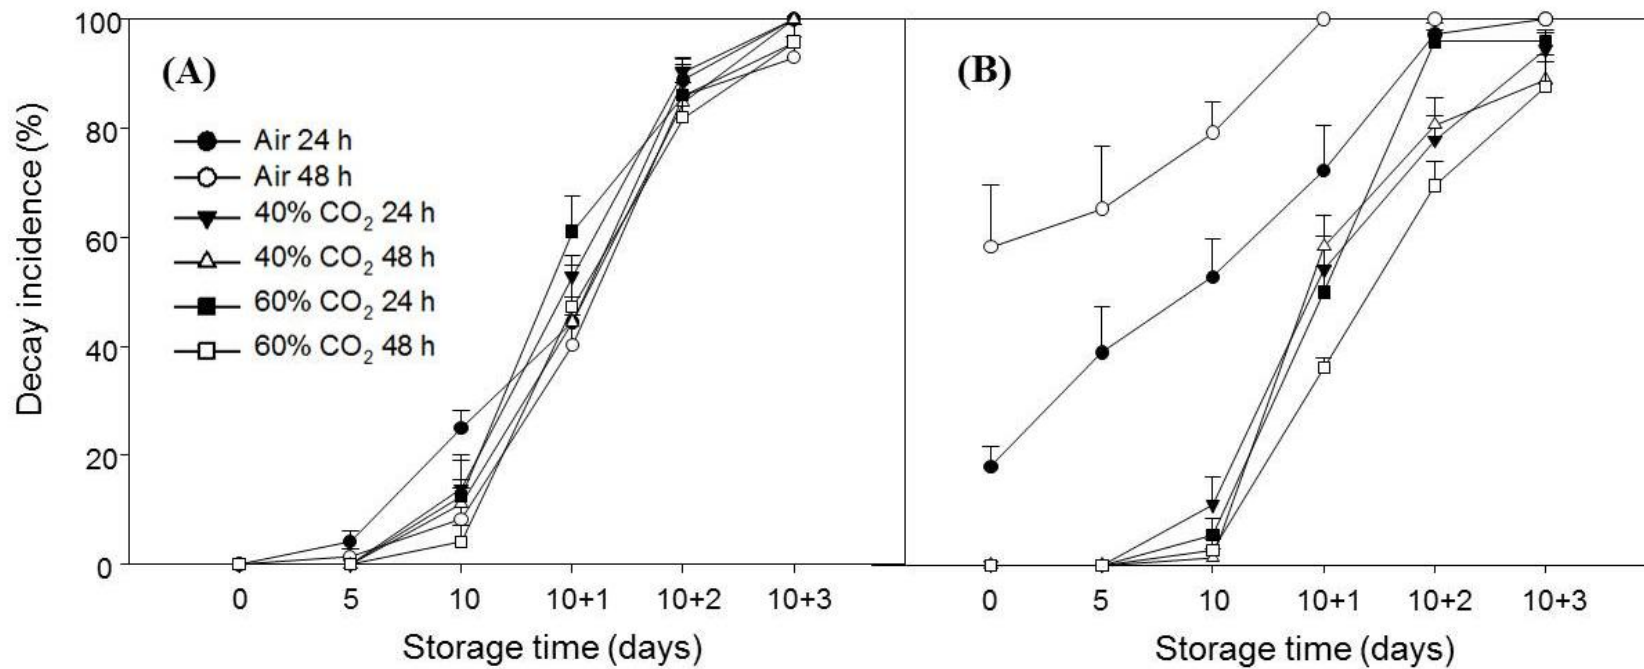 Decay incidence (%)
100
80
60
40
20
0
(A)
Air 24 h
Air 48 h
40% CO2 24 h
40% CO2 48 h
60% CO2 24 h
60% CO2 48 h
0 5 10 10+1 10+2 10+3
Storage time (days)
(B)
0 5 10 10+1 10+2 10+3
Storage time (days)